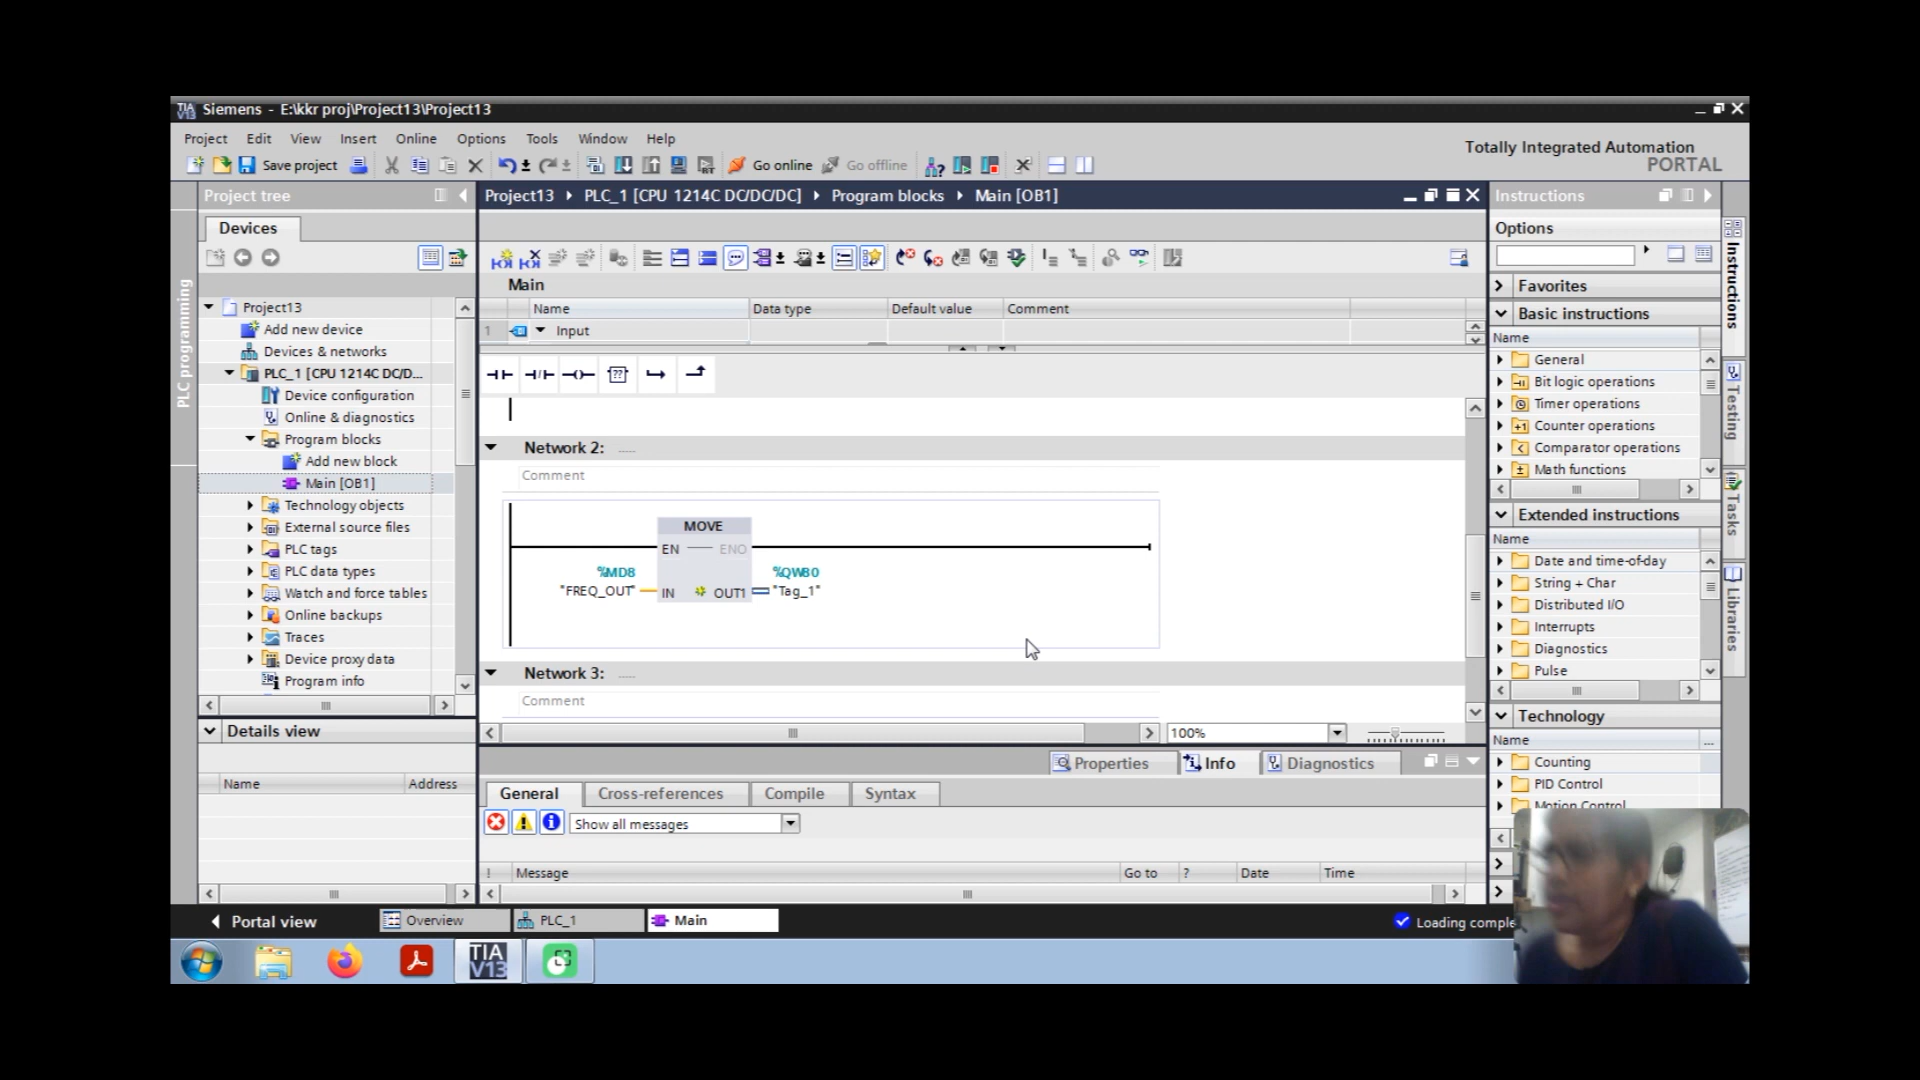 Siemens - E:\kkr proj\Project13\Project13
Project Edit View Insert Online Options Tools Window Help
Totally Integrated Automation
PORTAL
Save project
Go online
Go offline
Project tree
Project13 PLC_1 [CPU 1214C DC/DC/DC] Program blocks Main [OB1]
Instructions
Devices
Options
PLC programming
Main
Name Data type Default value Comment
1 Input
Project13
Add new device
Devices & networks
PLC_1 [CPU 1214C DC/D...
Device configuration
Online & diagnostics
Program blocks
Add new block
Main [OB1]
Technology objects
External source files
PLC tags
PLC data types
Watch and force tables
Online backups
Traces
Device proxy data
Program info
Network 2: .....
Comment
MOVE
EN ENO
%MD8
"FREQ_OUT" IN
OUT1
%QW80
"Tag_1"
Network 3: .....
Comment
100%
Favorites
Basic instructions
Name
General
Bit logic operations
Timer operations
Counter operations
Comparator operations
Math functions
Extended instructions
Name
Date and time-of-day
String + Char
Distributed I/O
Interrupts
Diagnostics
Pulse
Technology
Name ...
Counting
PID Control
Motion Control
Instructions
Testing
Tasks
Libraries
Details view
Name Address
Properties Info Diagnostics
General Cross-references Compile Syntax
Show all messages
! Message Go to ? Date Time
Portal view Overview PLC_1 Main
Loading comple
TIA
V13